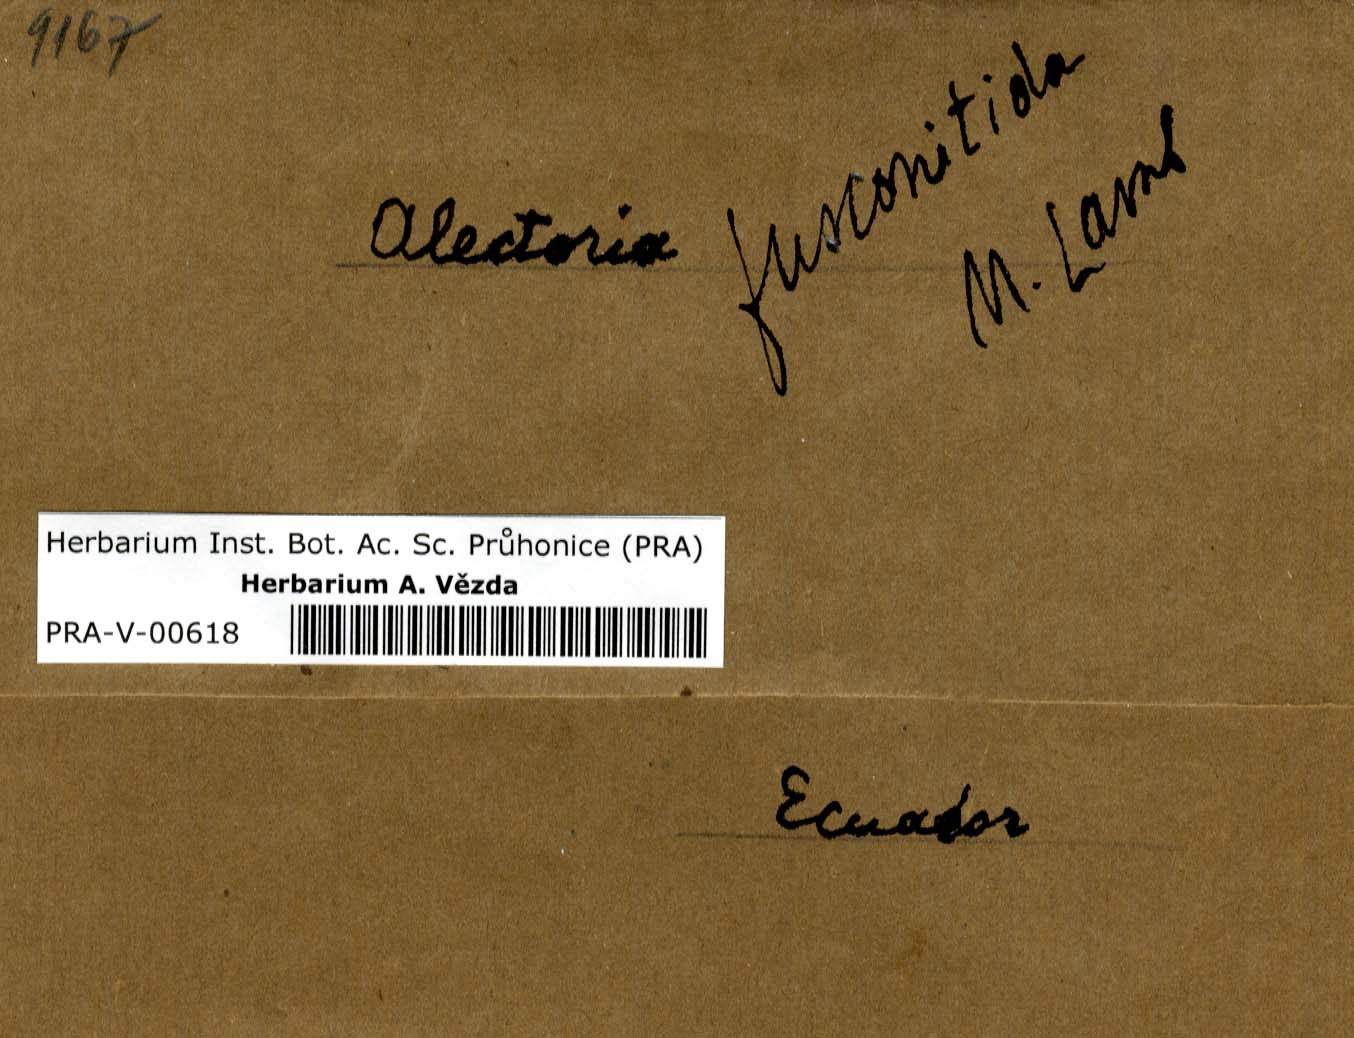 9167
Alectoria fusconitida
M. Lamb
Herbarium Inst. Bot. Ac. Sc. Průhonice (PRA)
Herbarium A. Vězda
PRA-V-00618
Ecuador